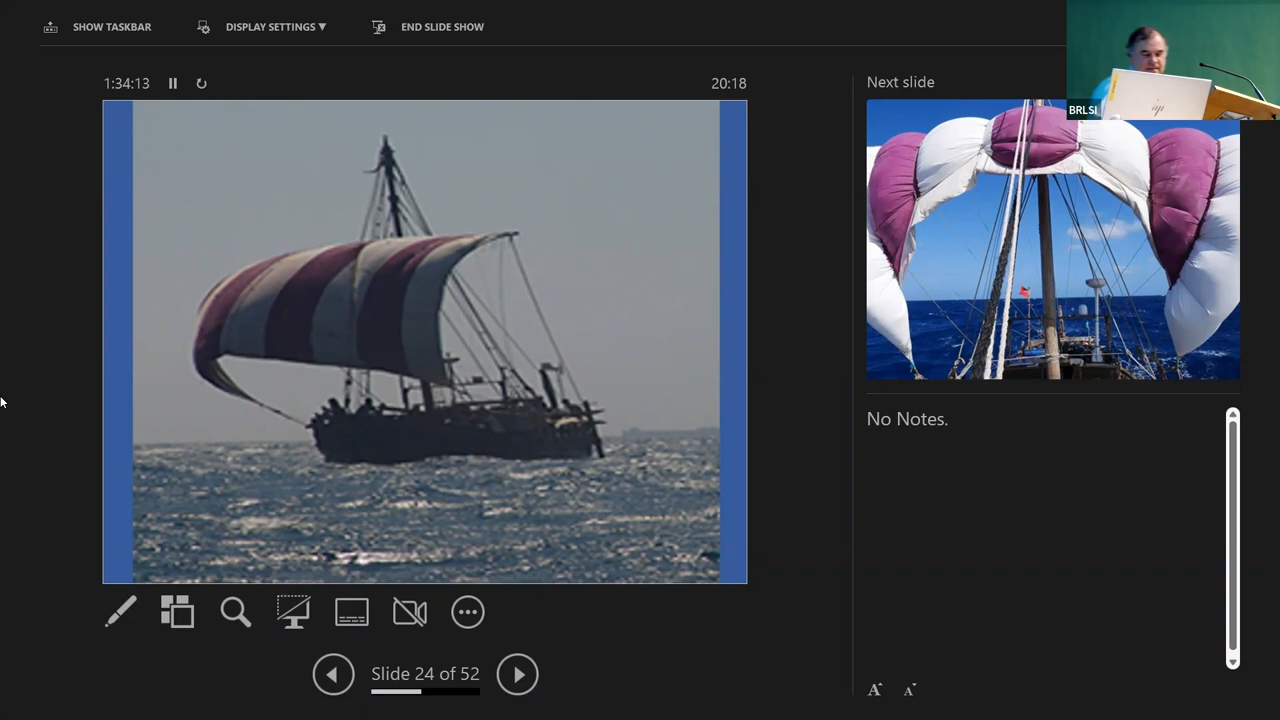 SHOW TASKBAR
DISPLAY SETTINGS ▼
END SLIDE SHOW
1:34:13
20:18
Next slide
BRLSI
hp
No Notes.
Slide 24 of 52
A
A